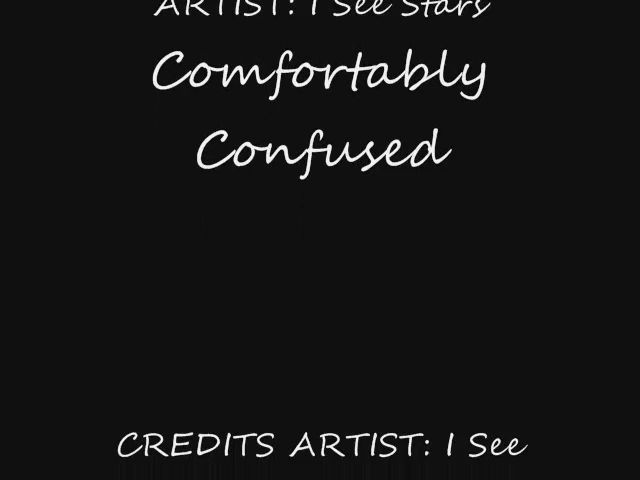 ARTIST: I See Stars
Comfortably
Confused
CREDITS ARTIST: I See